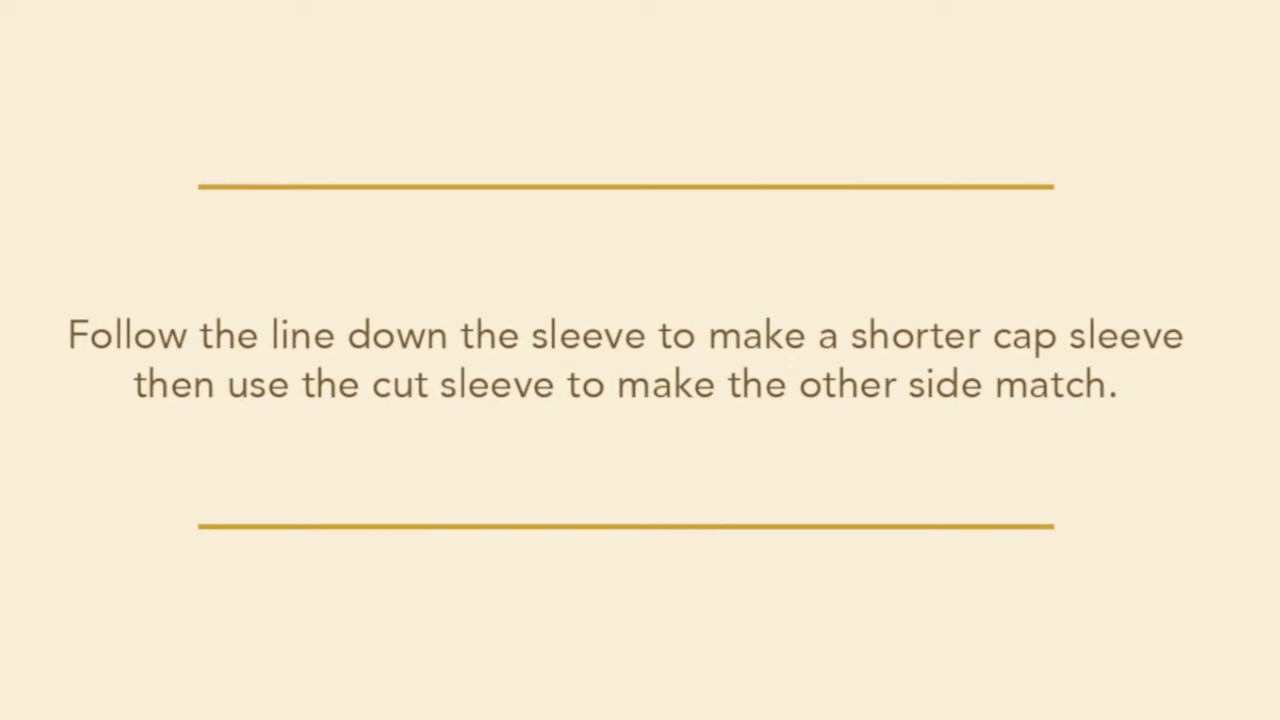 Follow the line down the sleeve to make a shorter cap sleeve
then use the cut sleeve to make the other side match.